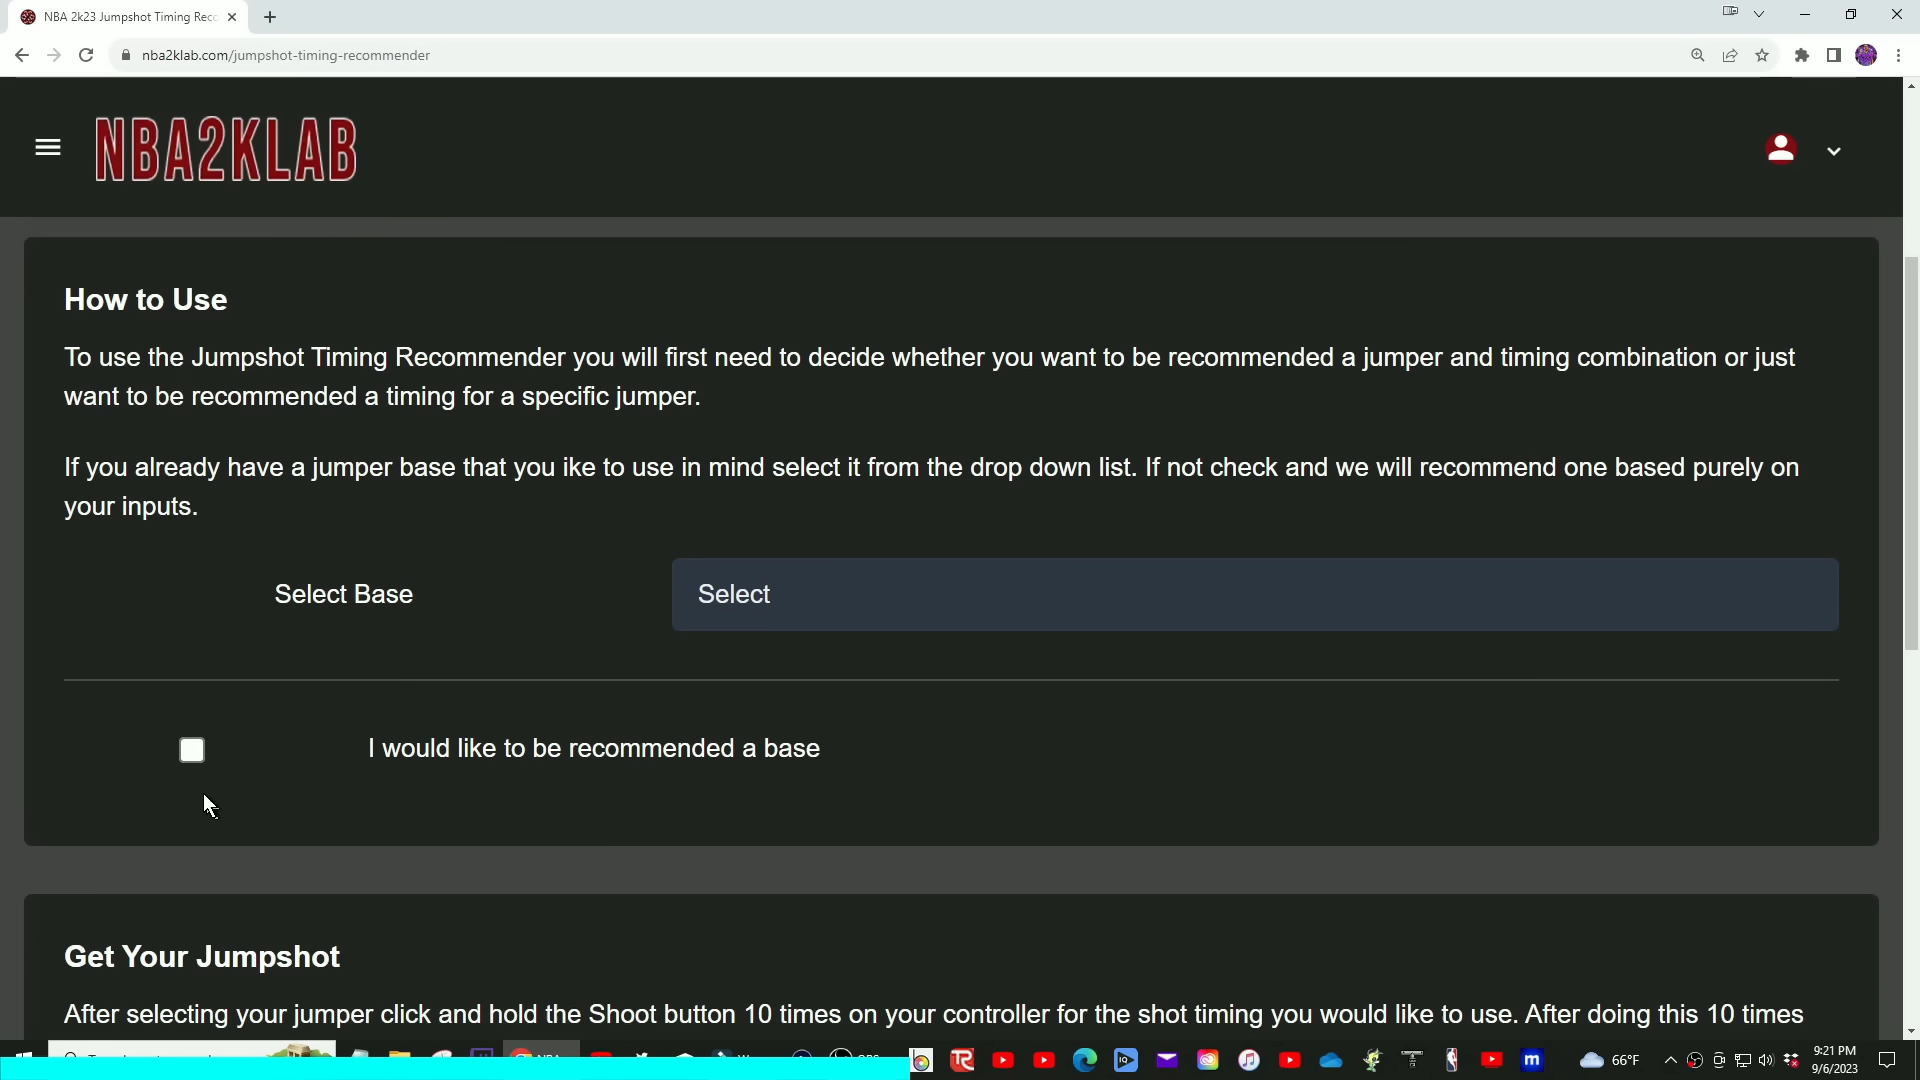 NBA 2k23 Jumpshot Timing Rec
nba2klab.com/jumpshot-timing-recommender
NBA2KLAB
How to Use
To use the Jumpshot Timing Recommender you will first need to decide whether you want to be recommended a jumper and timing combination or just
want to be recommended a timing for a specific jumper.
If you already have a jumper base that you ike to use in mind select it from the drop down list. If not check and we will recommend one based purely on
your inputs.
Select Base
Select
I would like to be recommended a base
Get Your Jumpshot
After selecting your jumper click and hold the Shoot button 10 times on your controller for the shot timing you would like to use. After doing this 10 times
66°F
9:21 PM
9/6/2023